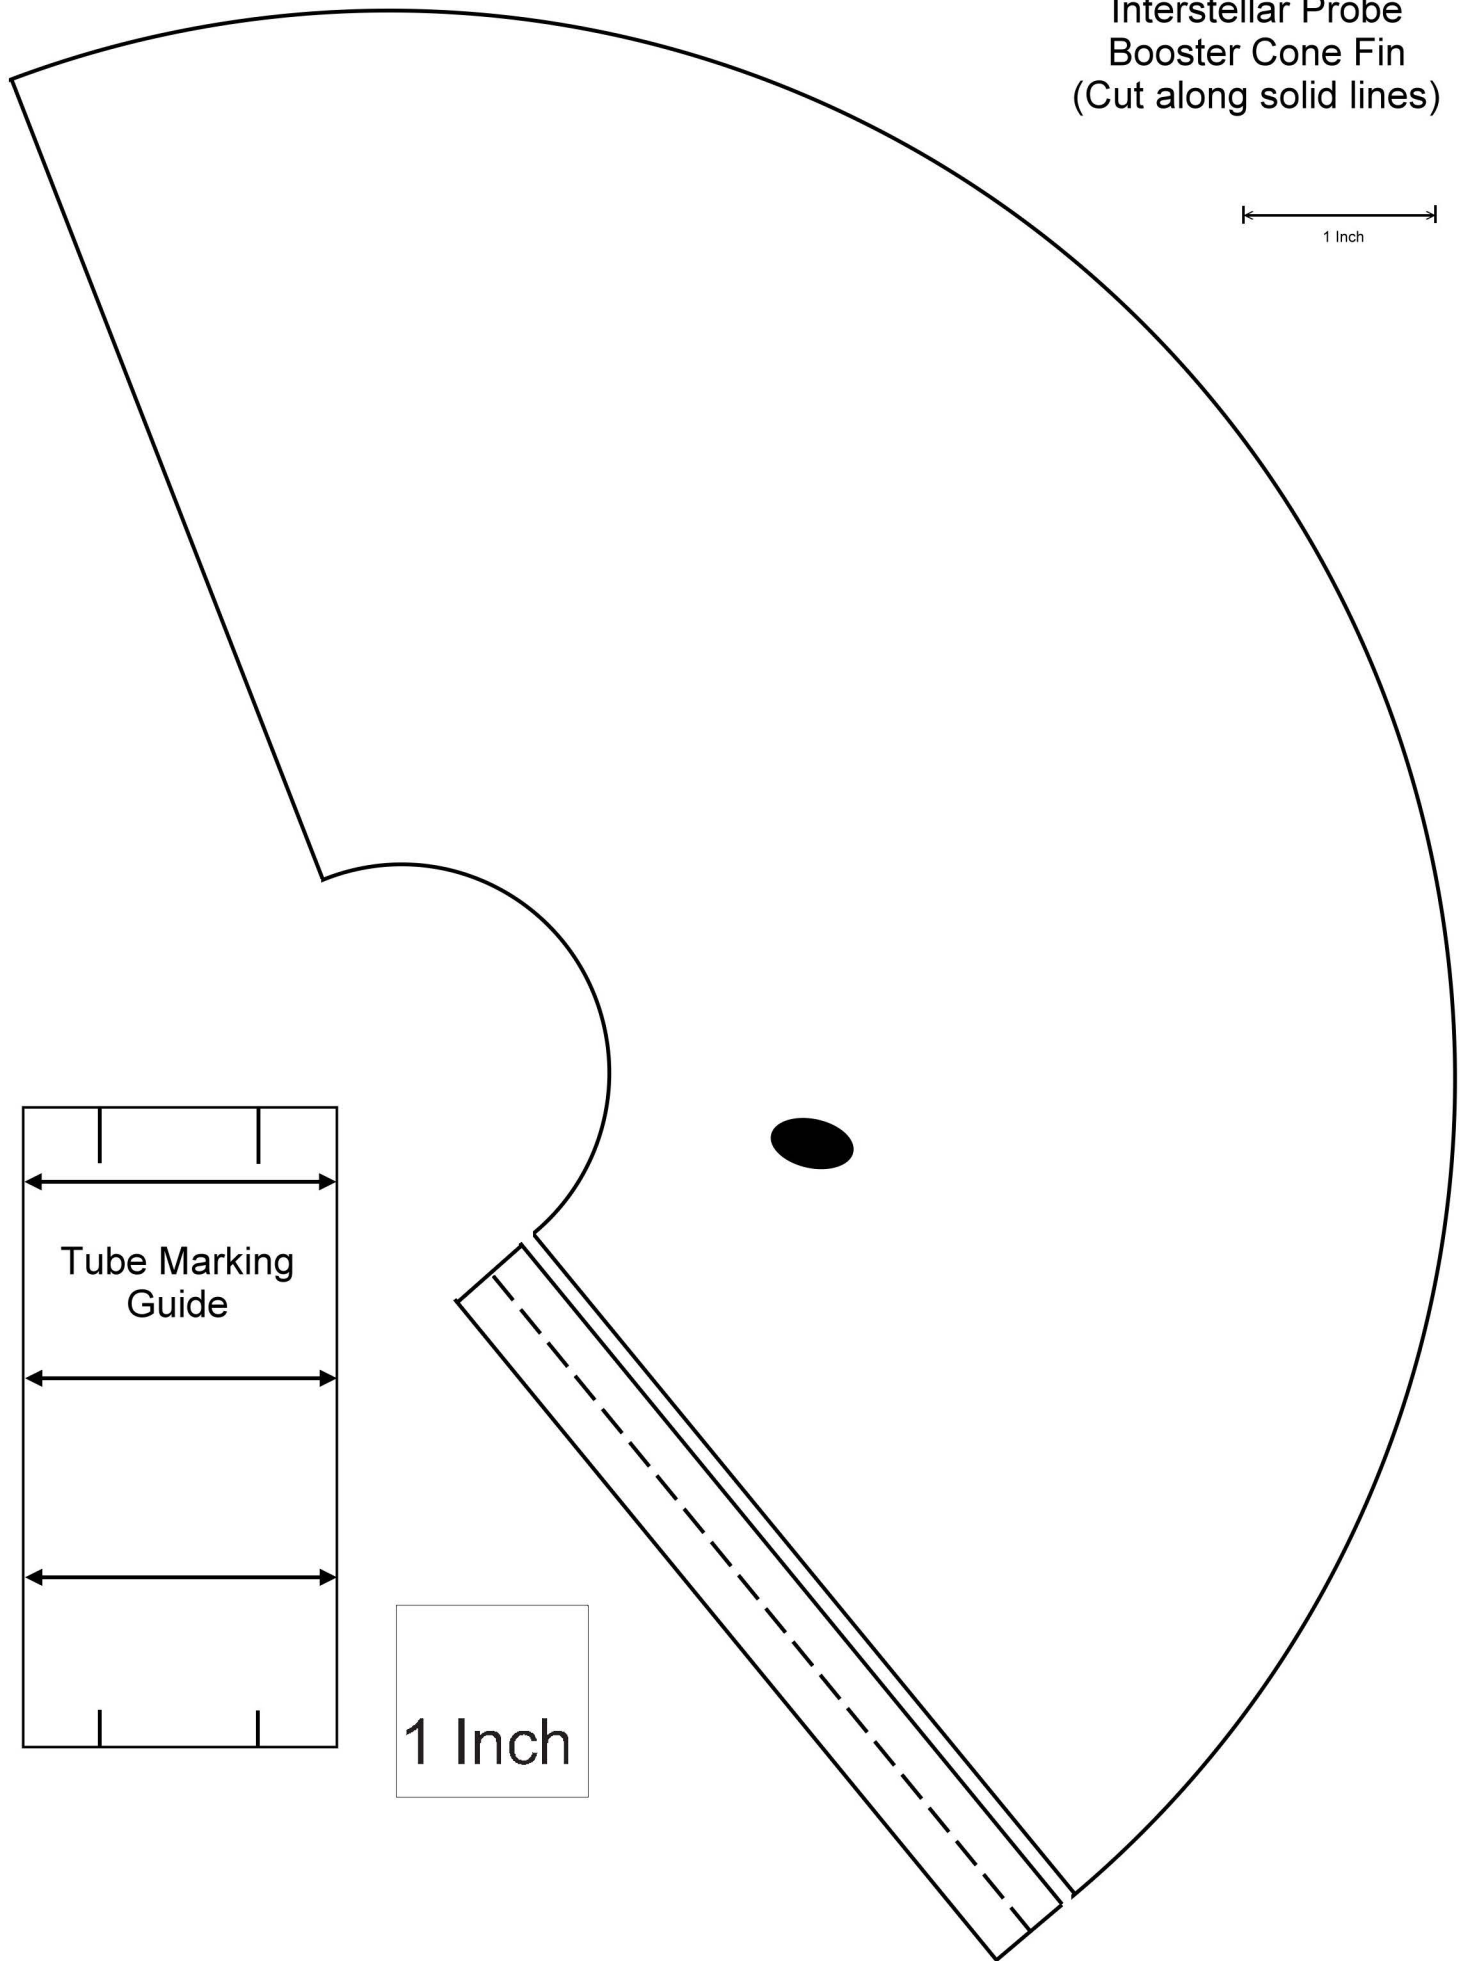 Interstellar Probe
Booster Cone Fin
(Cut along solid lines)
1 Inch
Tube Marking
Guide
1 Inch